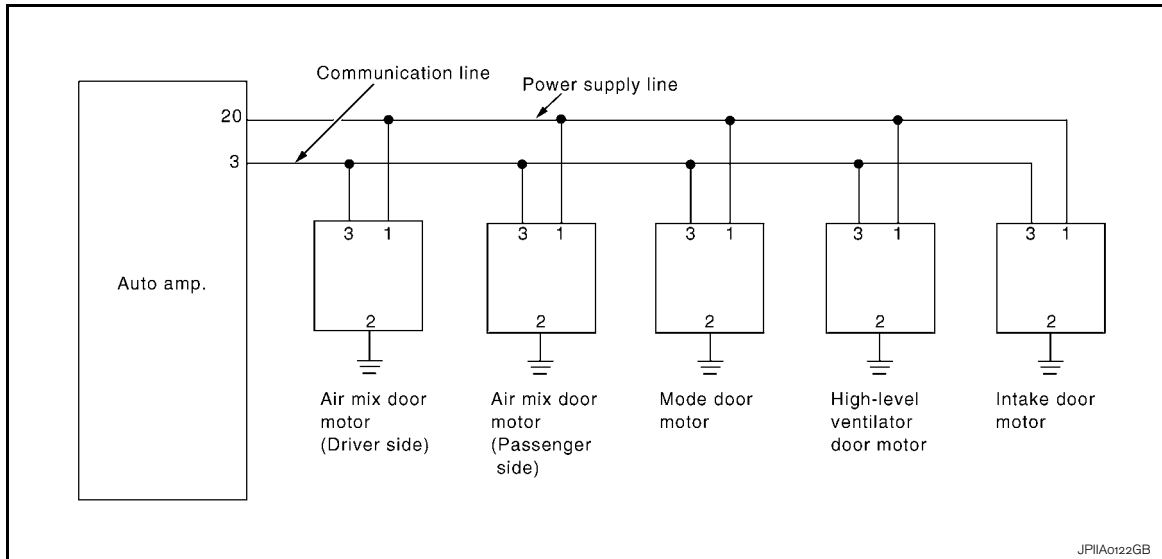 Communication line
Power supply line
20
3
Auto amp.
3 1
3 1
3 1
3 1
3 1
2
2
2
2
2
Air mix door
motor
(Driver side)
Air mix door
motor
(Passenger
side)
Mode door
motor
High-level
ventilator
door motor
Intake door
motor
JPIIA0122GB